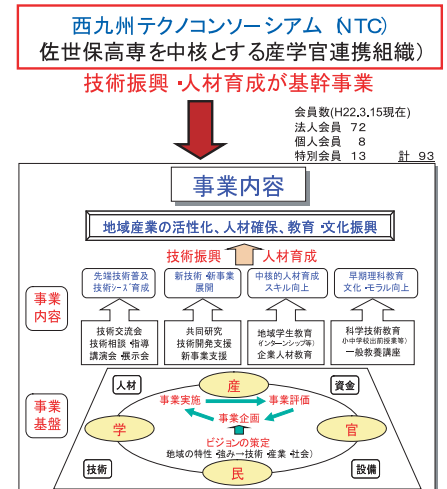 西九州テクノコンソーシアム (NTC)
佐世保高専を中核とする産学官連携組織)
技術振興・人材育成が基幹事業
会員数(H22.3.15現在)
法人会員 72
個人会員 8
特別会員 13 計 93
事業内容
地域産業の活性化、人材確保、教育・文化振興
技術振興 人材育成
事業内容
先端技術普及
技術シーズ育成
新技術・新事業
展開
中核的人材育成
スキル向上
早期理科教育
文化・モラル向上
技術交流会
技術相談・指導
講演会・展示会
共同研究
技術開発支援
新事業支援
地域学生教育
インターンシップ等)
企業人材教育
科学技術教育
小中学校出前授業等)
一般教養講座
事業基盤
人材
産
資金
事業実施
事業評価
学
事業企画
官
ビジョンの策定
地域の特性・強み→技術・産業・社会)
技術
民
設備